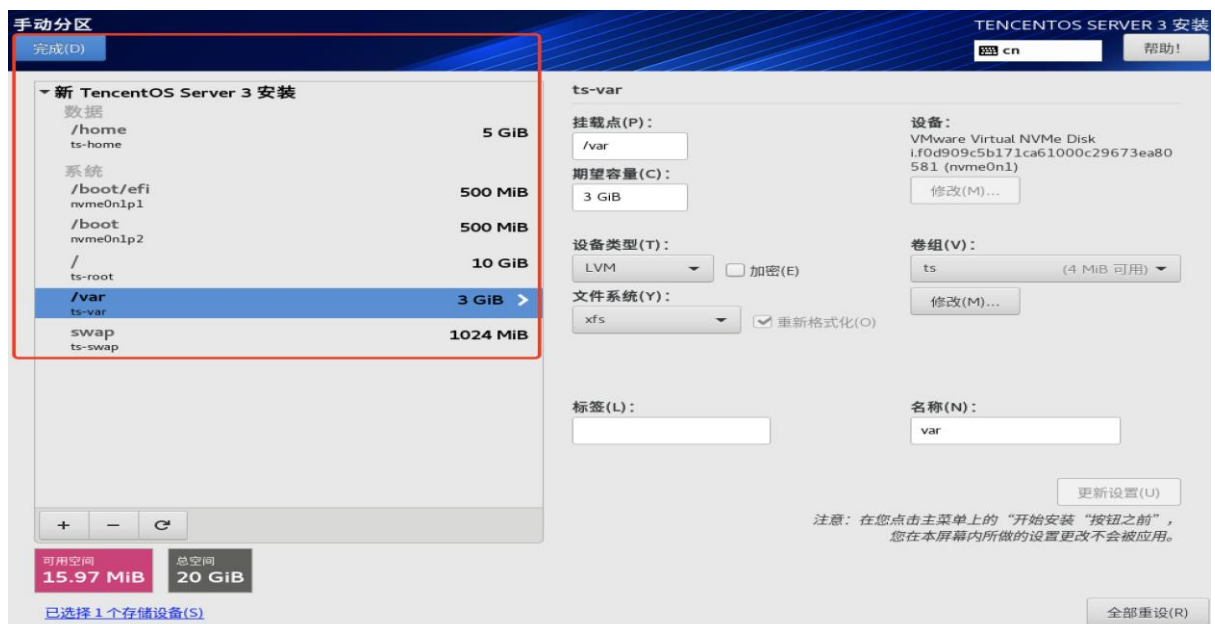 手动分区
TENCENTOS SERVER 3 安装
完成(D)
cn
帮助!
新 TencentOS Server 3 安装
数据
/home
5 GiB
ts-home
系统
/boot/efi
500 MiB
nvme0n1p1
/boot
500 MiB
nvme0n1p2
/
10 GiB
ts-root
/var
3 GiB
ts-var
swap
1024 MiB
ts-swap
+ −
可用空间
15.97 MiB
总空间
20 GiB
已选择 1 个存储设备(S)
ts-var
挂载点(P):
/var
期望容量(C):
3 GiB
设备:
VMware Virtual NVMe Disk
i.f0d909c5b171ca61000c29673ea80
581 (nvme0n1)
修改(M)...
设备类型(T):
LVM
加密(E)
卷组(V):
ts (4 MiB 可用)
文件系统(Y):
xfs
重新格式化(O)
修改(M)...
标签(L):
名称(N):
var
更新设置(U)
注意: 在您点击主菜单上的 “开始安装 “按钮之前” ,
您在本屏幕内所做的设置更改不会被应用。
全部重设(R)